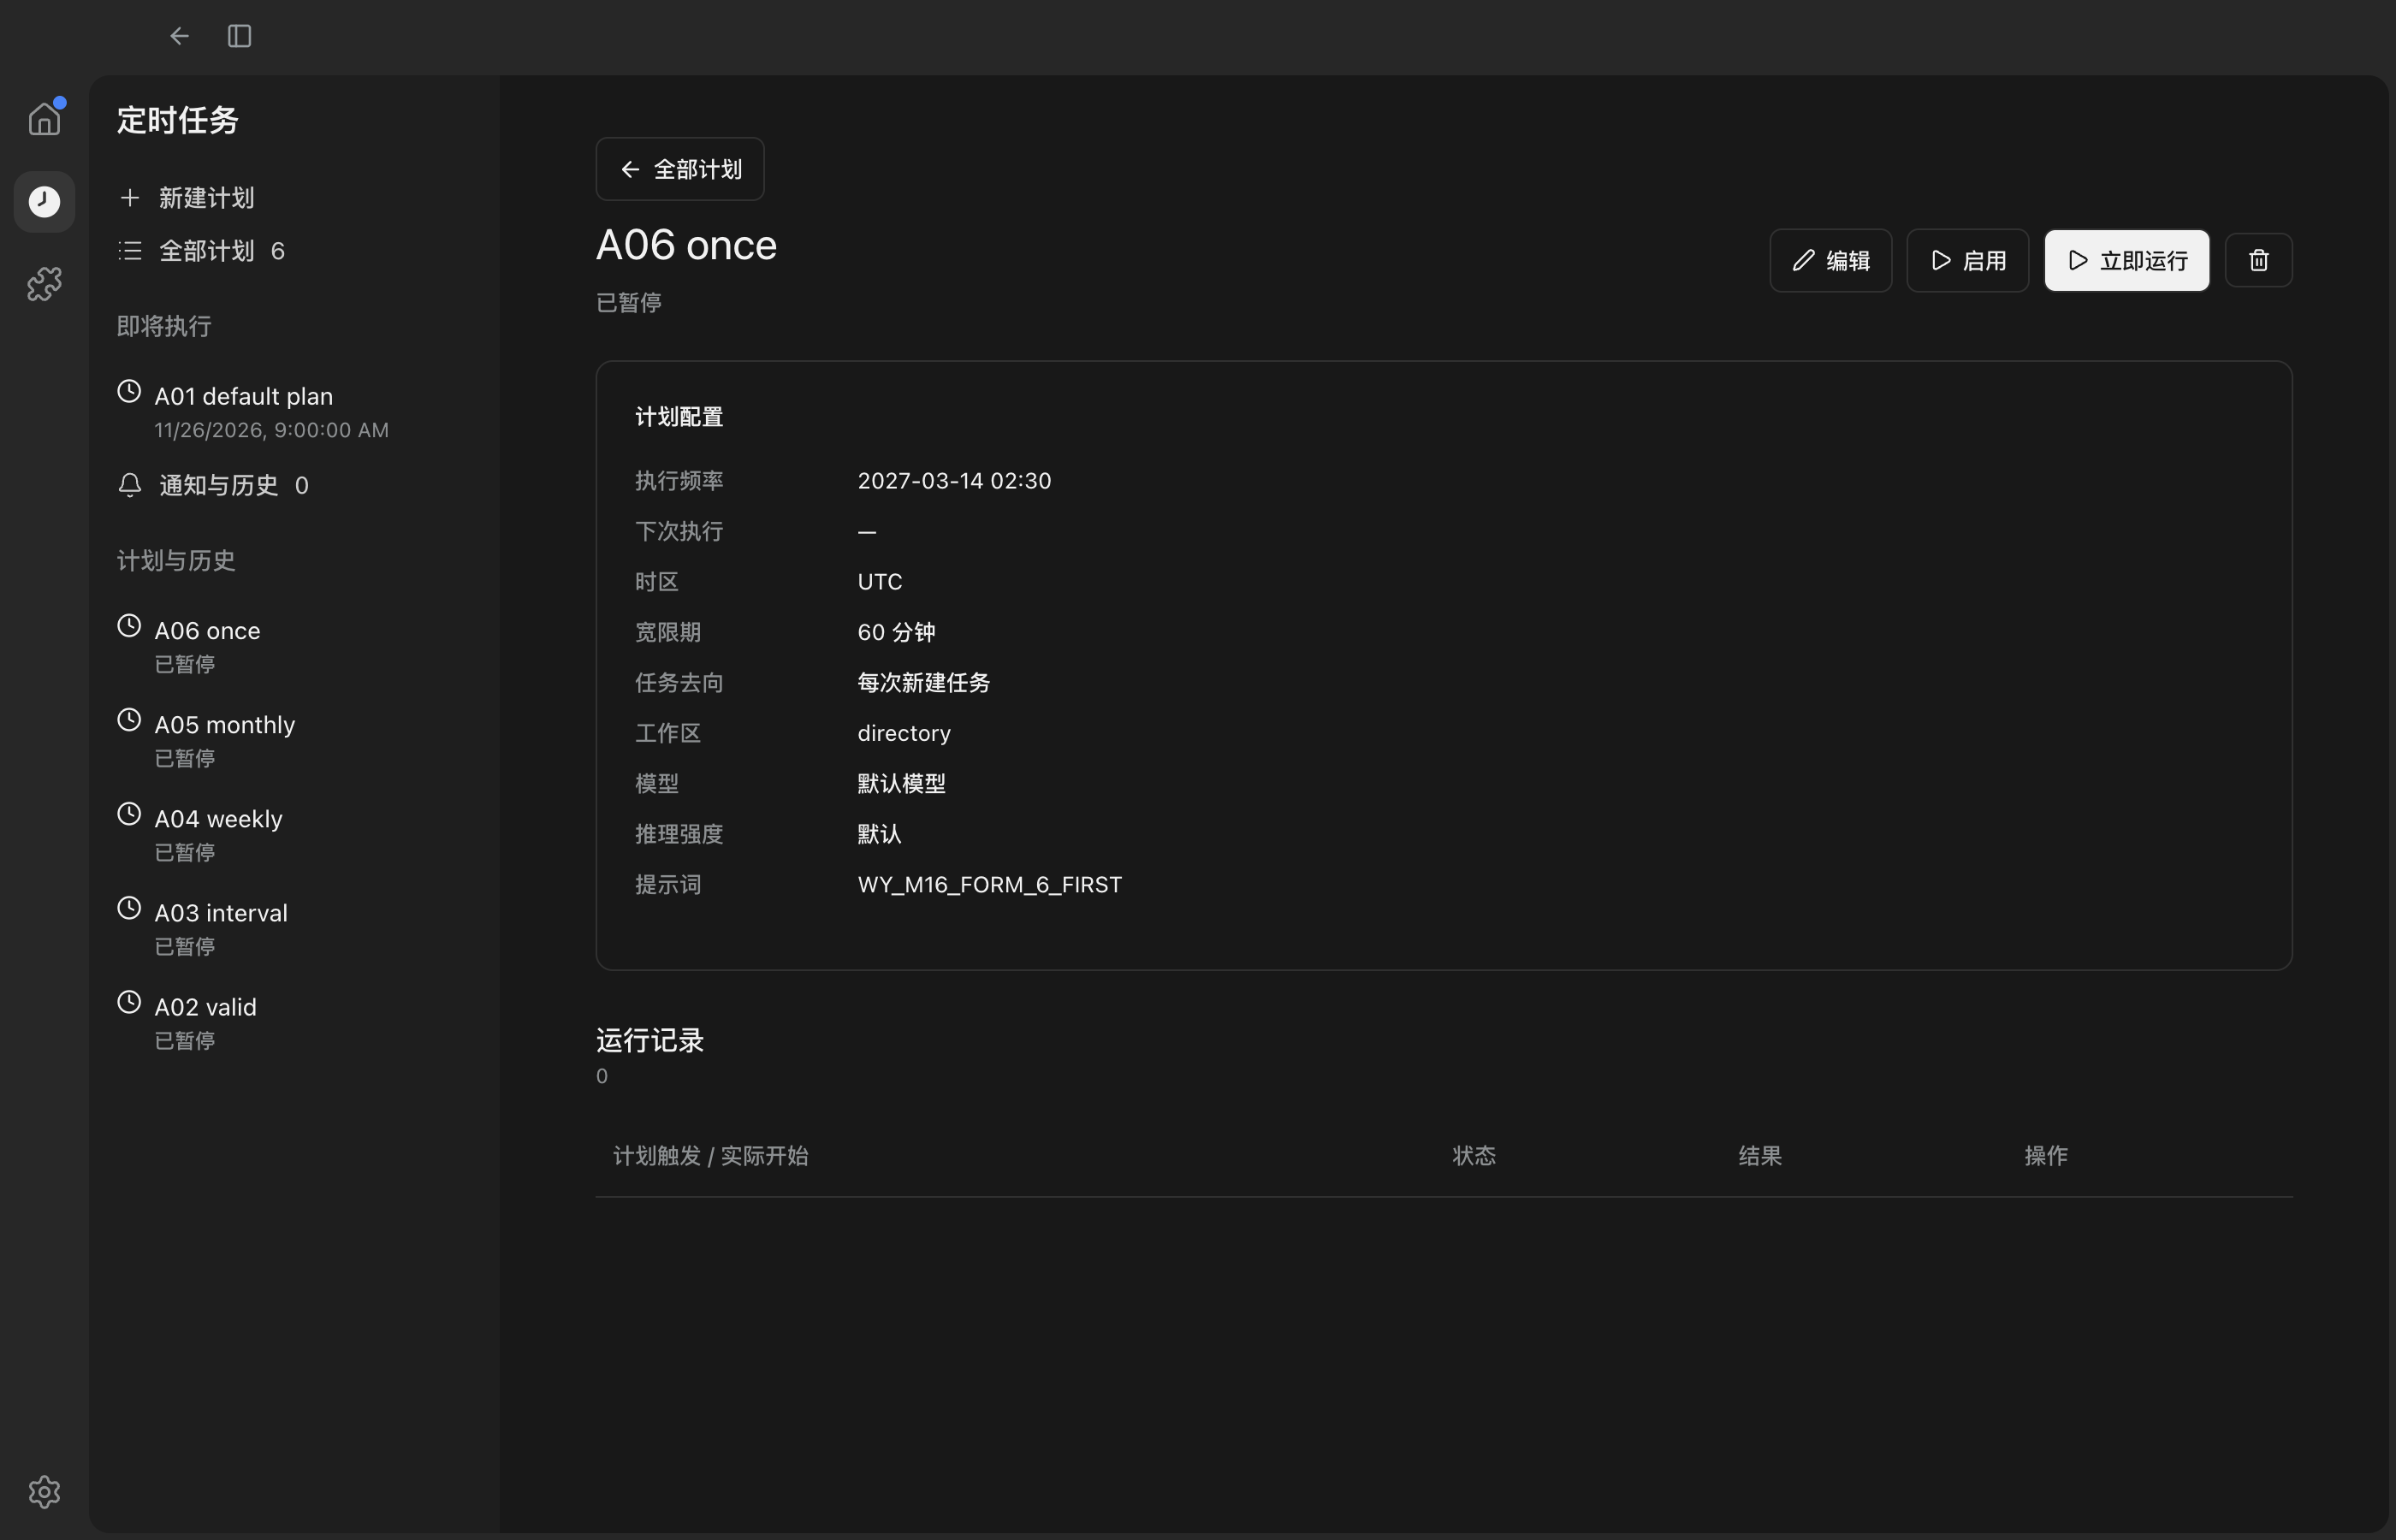 定时任务
新建计划
全部计划 6
即将执行
A01 default plan
11/26/2026, 9:00:00 AM
通知与历史 0
计划与历史
A06 once
已暂停
A05 monthly
已暂停
A04 weekly
已暂停
A03 interval
已暂停
A02 valid
已暂停
全部计划
A06 once
已暂停
编辑
启用
立即运行
计划配置
执行频率 2027-03-14 02:30
下次执行 —
时区 UTC
宽限期 60 分钟
任务去向 每次新建任务
工作区 directory
模型 默认模型
推理强度 默认
提示词 WY_M16_FORM_6_FIRST
运行记录
0
计划触发 / 实际开始 状态 结果 操作